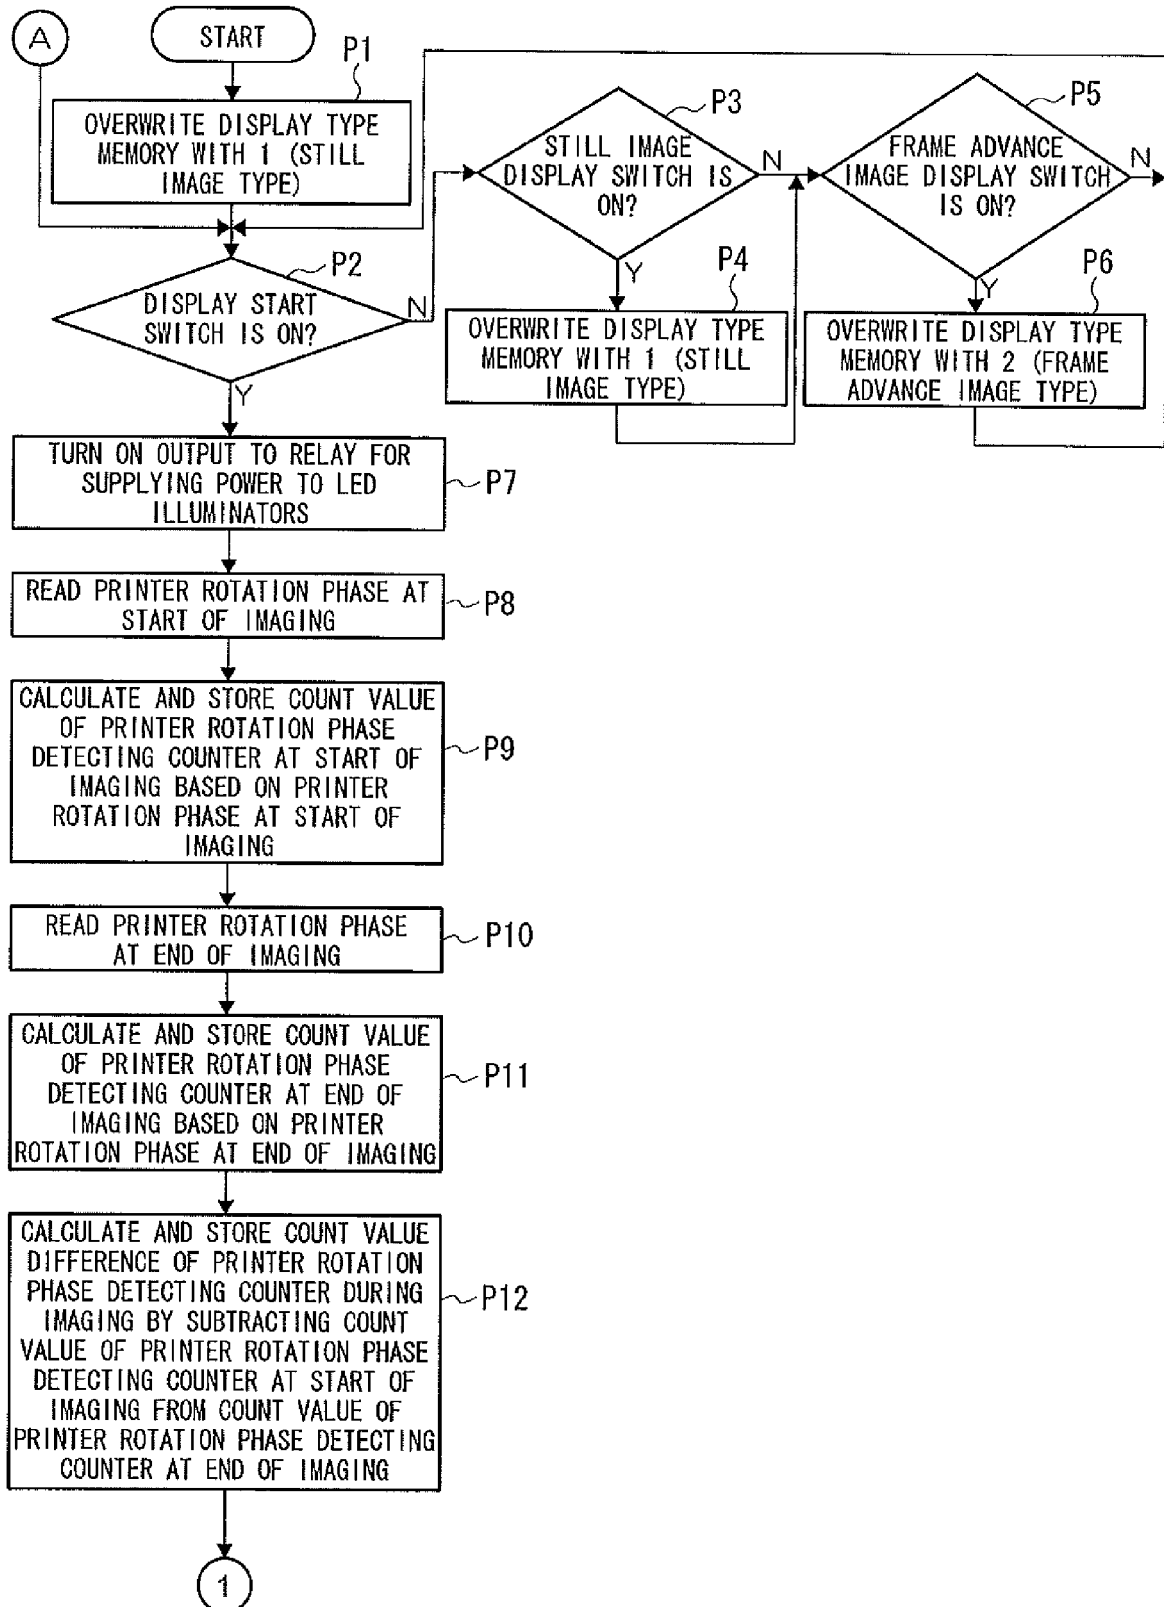 A
START
P1
OVERWRITE DISPLAY TYPE
MEMORY WITH 1 (STILL
IMAGE TYPE)
P2
DISPLAY START
SWITCH IS ON?
N
Y
P3
STILL IMAGE
DISPLAY SWITCH IS
ON?
N
Y
P4
OVERWRITE DISPLAY TYPE
MEMORY WITH 1 (STILL
IMAGE TYPE)
P5
FRAME ADVANCE
IMAGE DISPLAY SWITCH
IS ON?
N
Y
P6
OVERWRITE DISPLAY TYPE
MEMORY WITH 2 (FRAME
ADVANCE IMAGE TYPE)
TURN ON OUTPUT TO RELAY FOR
SUPPLYING POWER TO LED
ILLUMINATORS
P7
READ PRINTER ROTATION PHASE AT
START OF IMAGING
P8
CALCULATE AND STORE COUNT VALUE
OF PRINTER ROTATION PHASE
DETECTING COUNTER AT START OF
IMAGING BASED ON PRINTER
ROTATION PHASE AT START OF
IMAGING
P9
READ PRINTER ROTATION PHASE
AT END OF IMAGING
P10
CALCULATE AND STORE COUNT VALUE
OF PRINTER ROTATION PHASE
DETECTING COUNTER AT END OF
IMAGING BASED ON PRINTER
ROTATION PHASE AT END OF IMAGING
P11
CALCULATE AND STORE COUNT VALUE
DIFFERENCE OF PRINTER ROTATION
PHASE DETECTING COUNTER DURING
IMAGING BY SUBTRACTING COUNT
VALUE OF PRINTER ROTATION PHASE
DETECTING COUNTER AT START OF
IMAGING FROM COUNT VALUE OF
PRINTER ROTATION PHASE DETECTING
COUNTER AT END OF IMAGING
P12
1